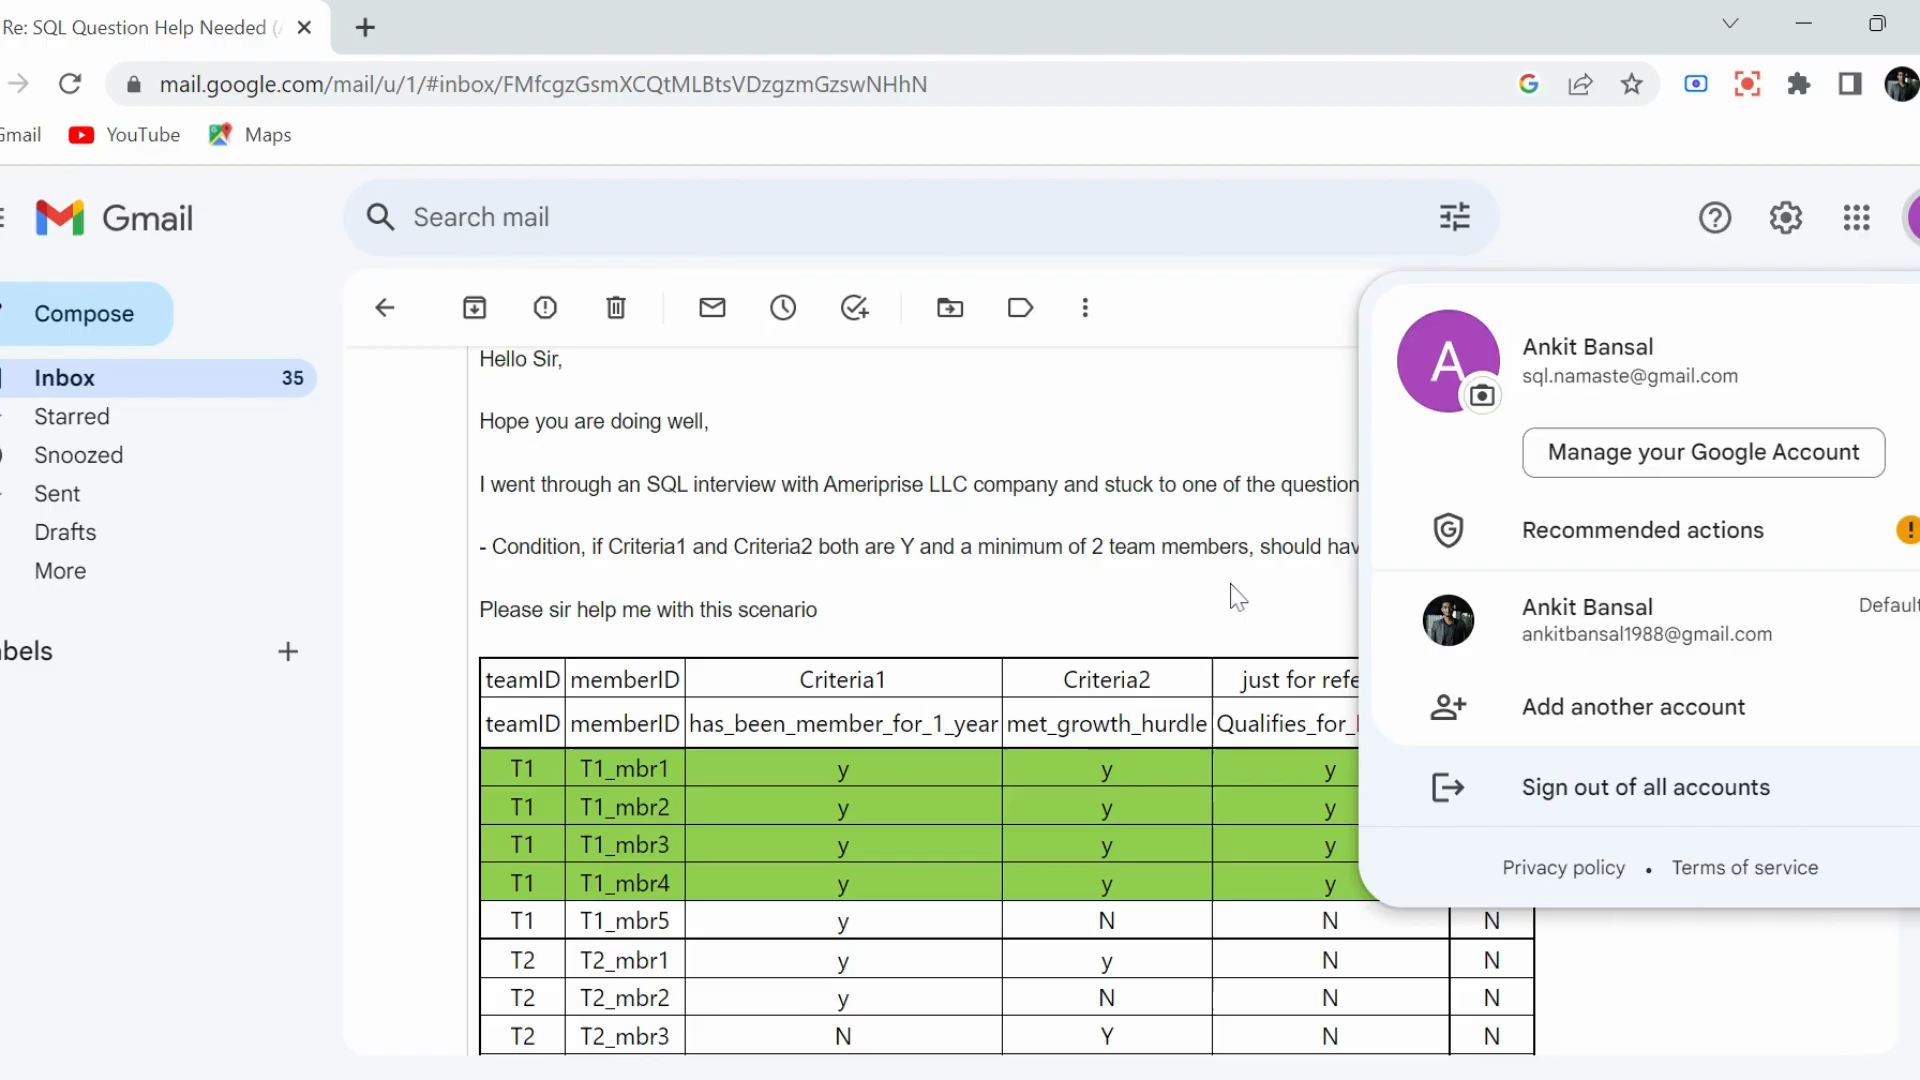 Re: SQL Question Help Needed (
mail.google.com/mail/u/1/#inbox/FMfcgzGsmXCQtMLBtsVDzgzmGzswNHhN
Gmail YouTube Maps
Gmail
Search mail
Compose
Inbox 35
Starred
Snoozed
Sent
Drafts
More
abels
Hello Sir,
Hope you are doing well,
I went through an SQL interview with Ameriprise LLC company and stuck to one of the question
- Condition, if Criteria1 and Criteria2 both are Y and a minimum of 2 team members, should hav
Please sir help me with this scenario
teamID memberID Criteria1 Criteria2 just for refe
teamID memberID has_been_member_for_1_year met_growth_hurdle Qualifies_for_
T1 T1_mbr1 y y y
T1 T1_mbr2 y y y
T1 T1_mbr3 y y y
T1 T1_mbr4 y y y
T1 T1_mbr5 y N N N
T2 T2_mbr1 y y N N
T2 T2_mbr2 y N N N
T2 T2_mbr3 N Y N N
A
Ankit Bansal
sql.namaste@gmail.com
Manage your Google Account
Recommended actions
Ankit Bansal Default
ankitbansal1988@gmail.com
Add another account
Sign out of all accounts
Privacy policy • Terms of service